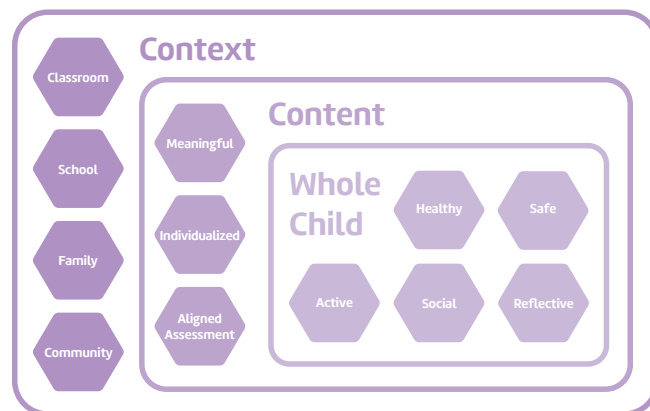 Context
Classroom
School
Family
Community
Content
Meaningful
Individualized
Aligned
Assessment
Whole
Child
Healthy
Safe
Active
Social
Reflective